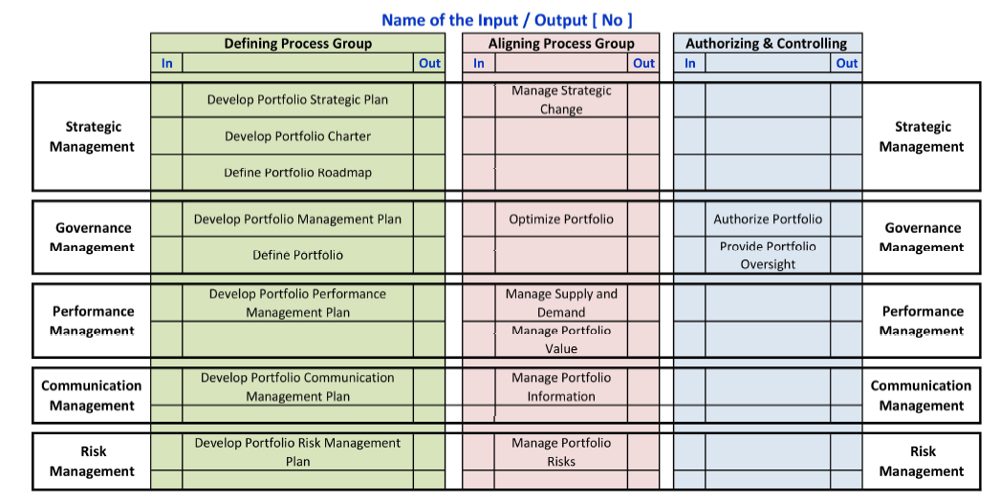 Name of the Input / Output [ No ]
Defining Process Group
Aligning Process Group
Authorizing & Controlling
In
Out
In
Out
In
Out
Strategic
Management
Develop Portfolio Strategic Plan
Manage Strategic
Change
Develop Portfolio Charter
Define Portfolio Roadmap
Strategic
Management
Governance
Management
Develop Portfolio Management Plan
Optimize Portfolio
Authorize Portfolio
Define Portfolio
Provide Portfolio
Oversight
Governance
Management
Performance
Management
Develop Portfolio Performance
Management Plan
Manage Supply and
Demand
Manage Portfolio
Value
Performance
Management
Communication
Management
Develop Portfolio Communication
Management Plan
Manage Portfolio
Information
Communication
Management
Risk
Management
Develop Portfolio Risk Management
Plan
Manage Portfolio
Risks
Risk
Management